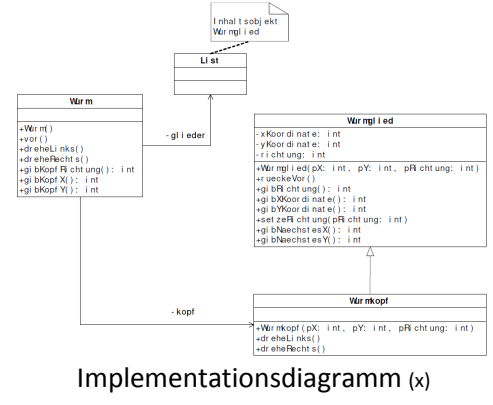 Inhaltsobjekt
Wurmglied
List
Wurm
+Wurm()
+vor()
+dreheLinks()
+dreheRechts()
+gibKopfRichtung(): int
+gibKopfX(): int
+gibKopfY(): int
-glieder
Wurmglied
-xKoordinate: int
-yKoordinate: int
-richtung: int
+Wurmglied(pX: int, pY: int, pRichtung: int)
+rueckeVor()
+gibRichtung(): int
+gibXKoordinate(): int
+gibYKoordinate(): int
+setzeRichtung(pRichtung: int)
+gibNaechstesX(): int
+gibNaechstesY(): int
-kopf
Wurmkopf
+Wurmkopf(pX: int, pY: int, pRichtung: int)
+dreheLinks()
+dreheRechts()
Implementationsdiagramm (x)